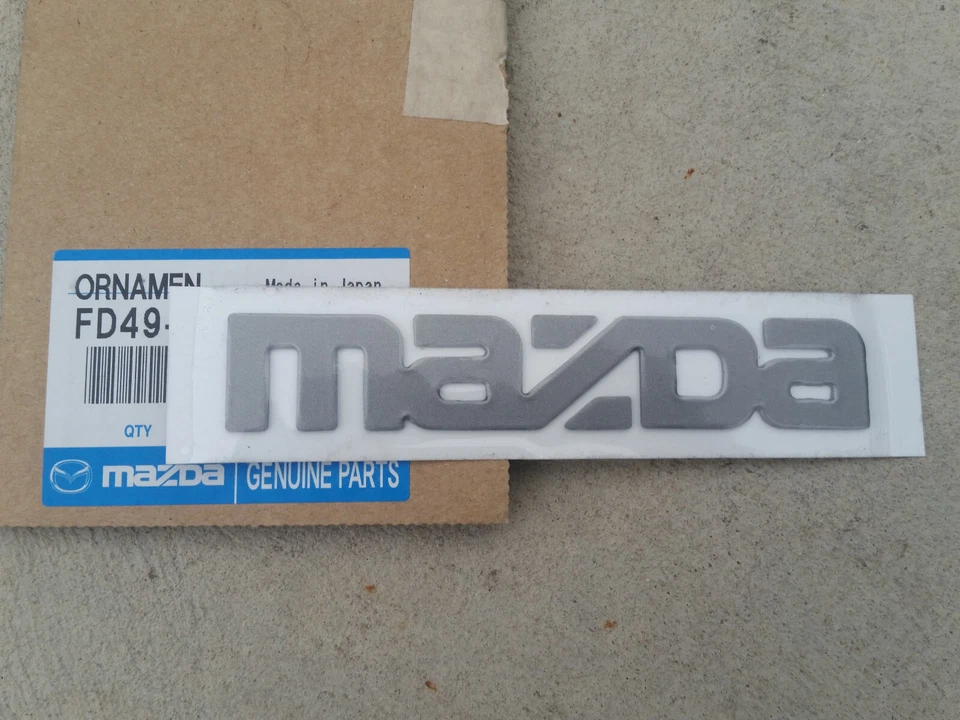 ORNAMEN
Made in Japan
FD49-
QTY
mazda
mazda GENUINE PARTS